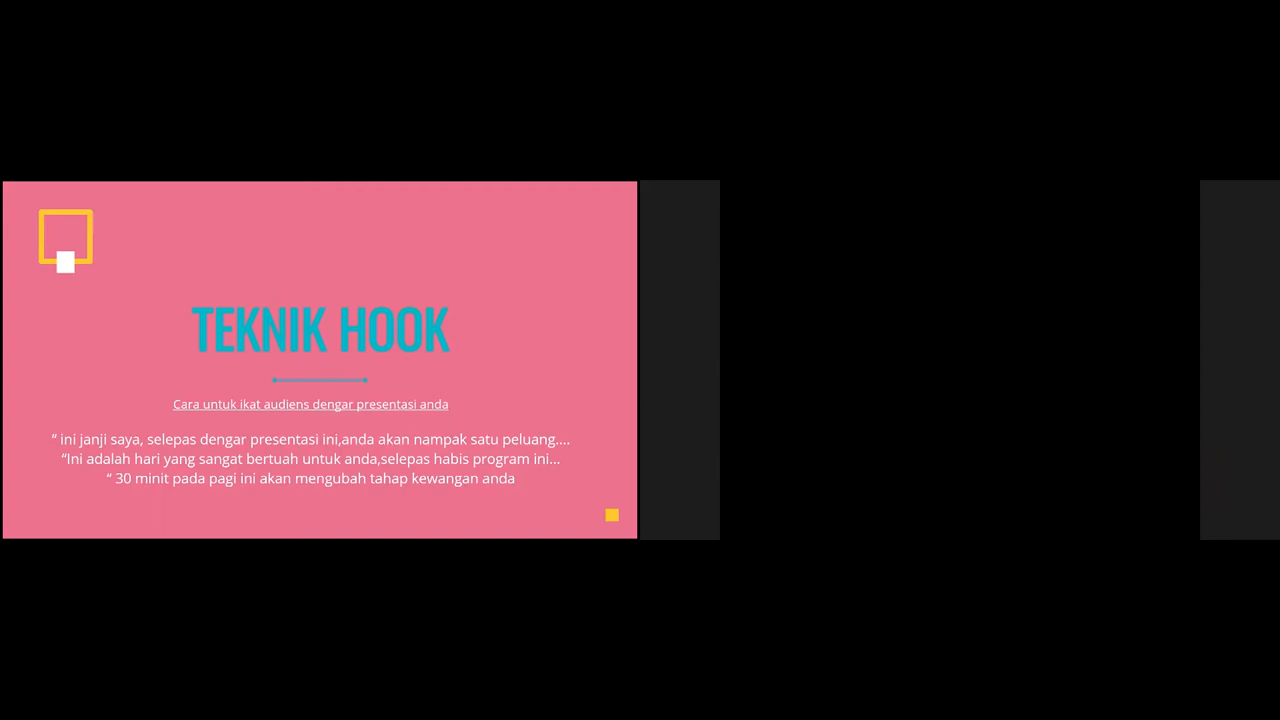 TEKNIK HOOK
Cara untuk ikat audiens dengar presentasi anda
“ ini janji saya, selepas dengar presentasi ini,anda akan nampak satu peluang....
“Ini adalah hari yang sangat bertuah untuk anda,selepas habis program ini...
“ 30 minit pada pagi ini akan mengubah tahap kewangan anda